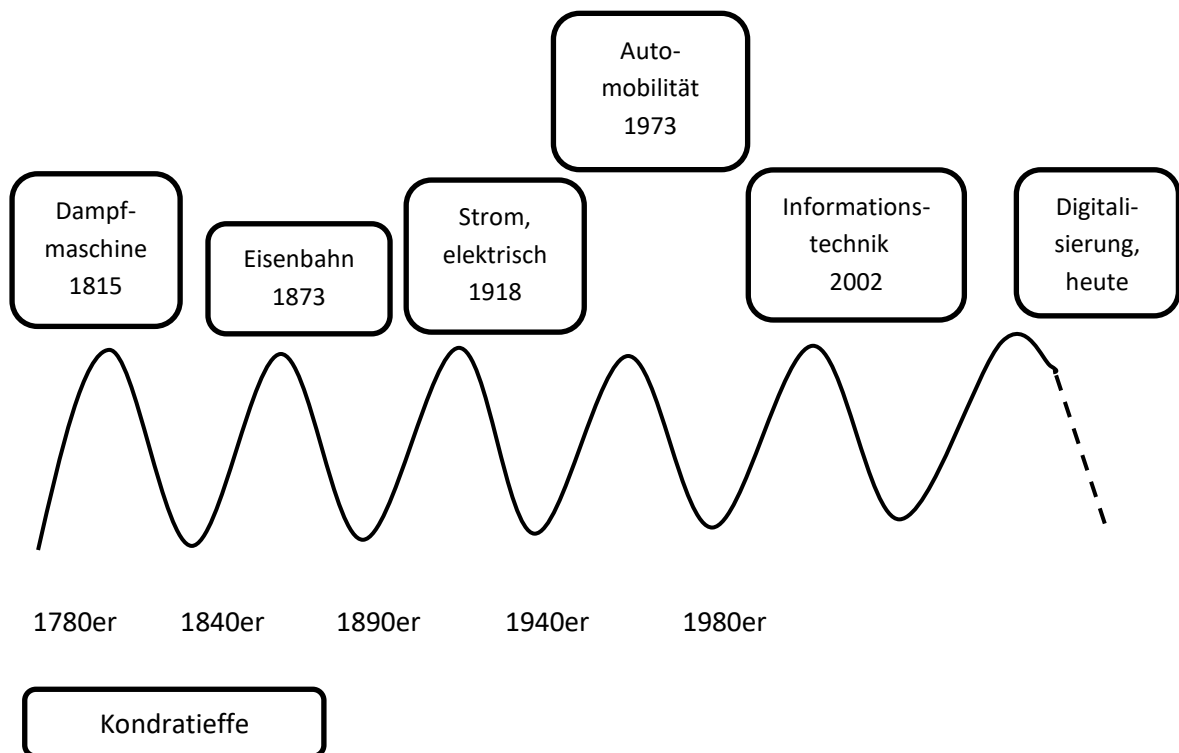 Auto-
mobilität
1973
Dampf-
maschine
1815
Eisenbahn
1873
Strom,
elektrisch
1918
Informations-
technik
2002
Digitali-
sierung,
heute
1780er 1840er 1890er 1940er 1980er
Kondratieffe